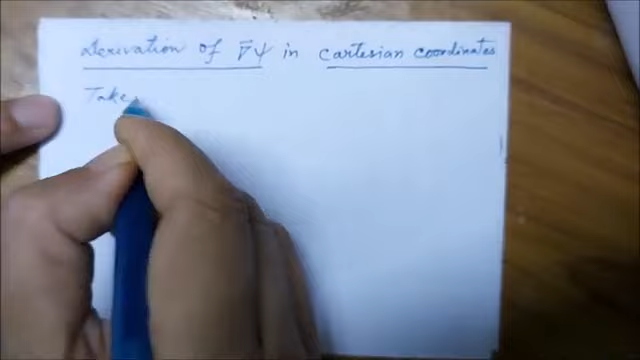 Derivation of ∇̄ψ in cartesian coordinates
Take